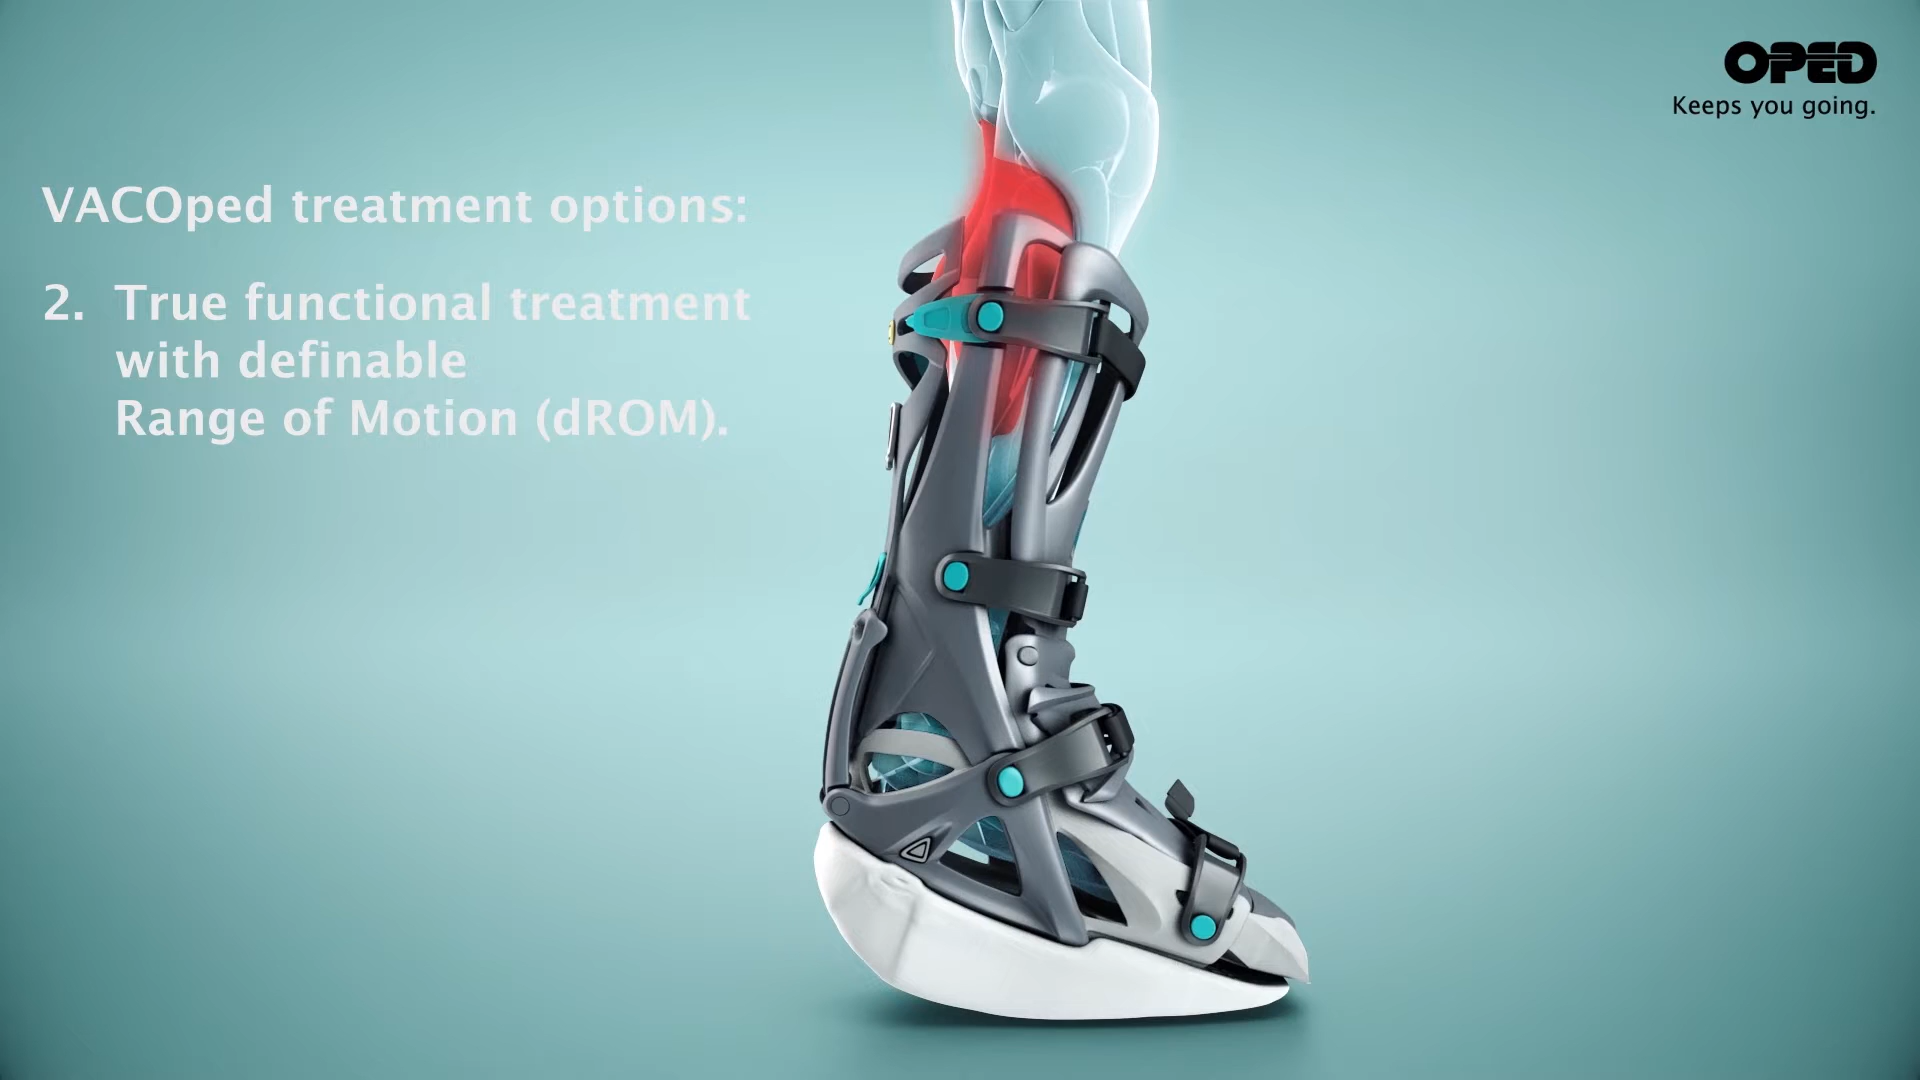 OPED
Keeps you going.
VACOped treatment options:
2. True functional treatment
with definable
Range of Motion (dROM).